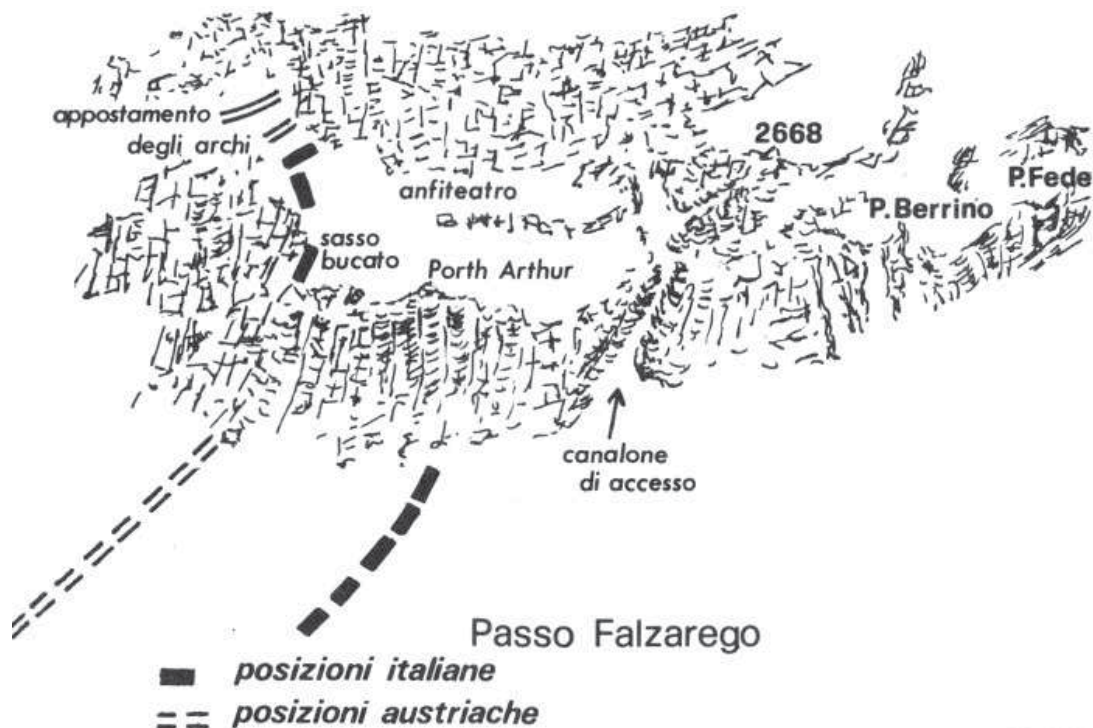 appostamento
degli archi
2668
anfiteatro
P.Fede
P.Berrino
sasso
bucato
Porth Arthur
canalone
di accesso
Passo Falzarego
posizioni italiane
posizioni austriache